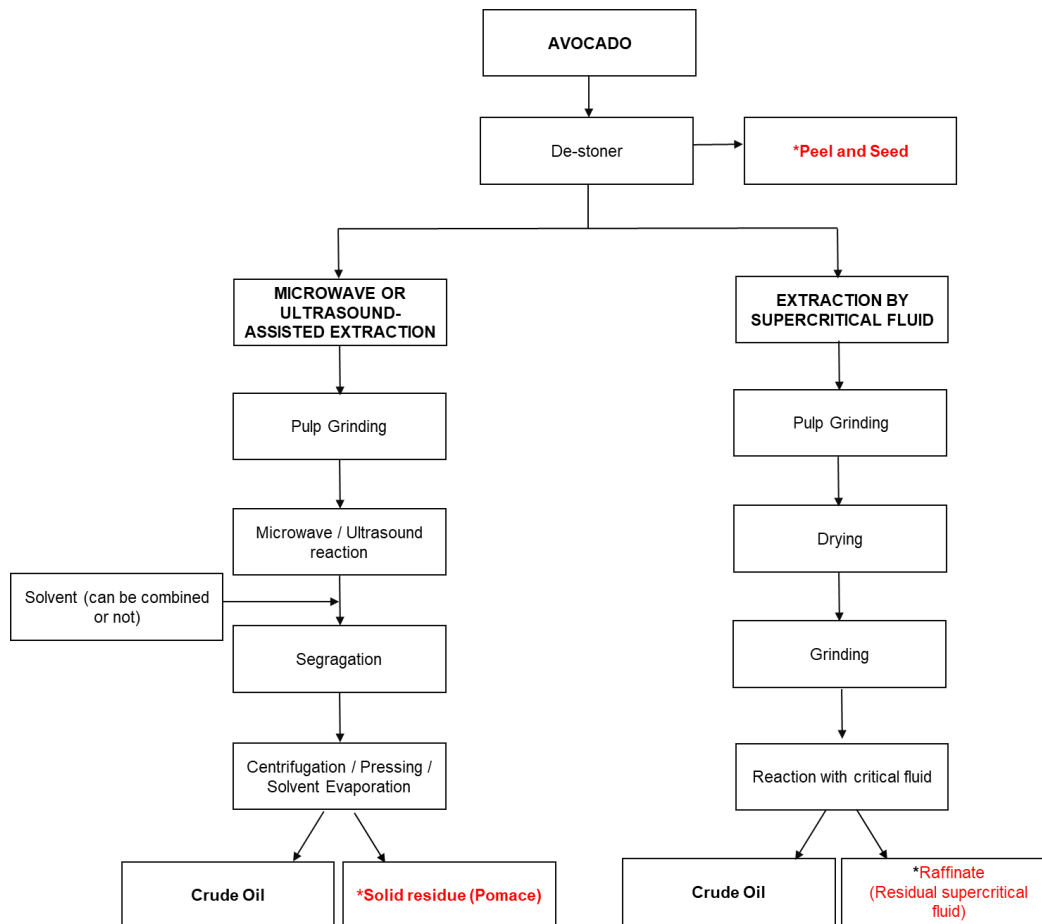 AVOCADO
De-stoner
*Peel and Seed
MICROWAVE OR
ULTRASOUND-
ASSISTED EXTRACTION
EXTRACTION BY
SUPERCRITICAL FLUID
Pulp Grinding
Pulp Grinding
Microwave / Ultrasound
reaction
Drying
Solvent (can be combined
or not)
Segragation
Grinding
Centrifugation / Pressing /
Solvent Evaporation
Reaction with critical fluid
Crude Oil
*Solid residue (Pomace)
Crude Oil
*Raffinate
(Residual supercritical
fluid)